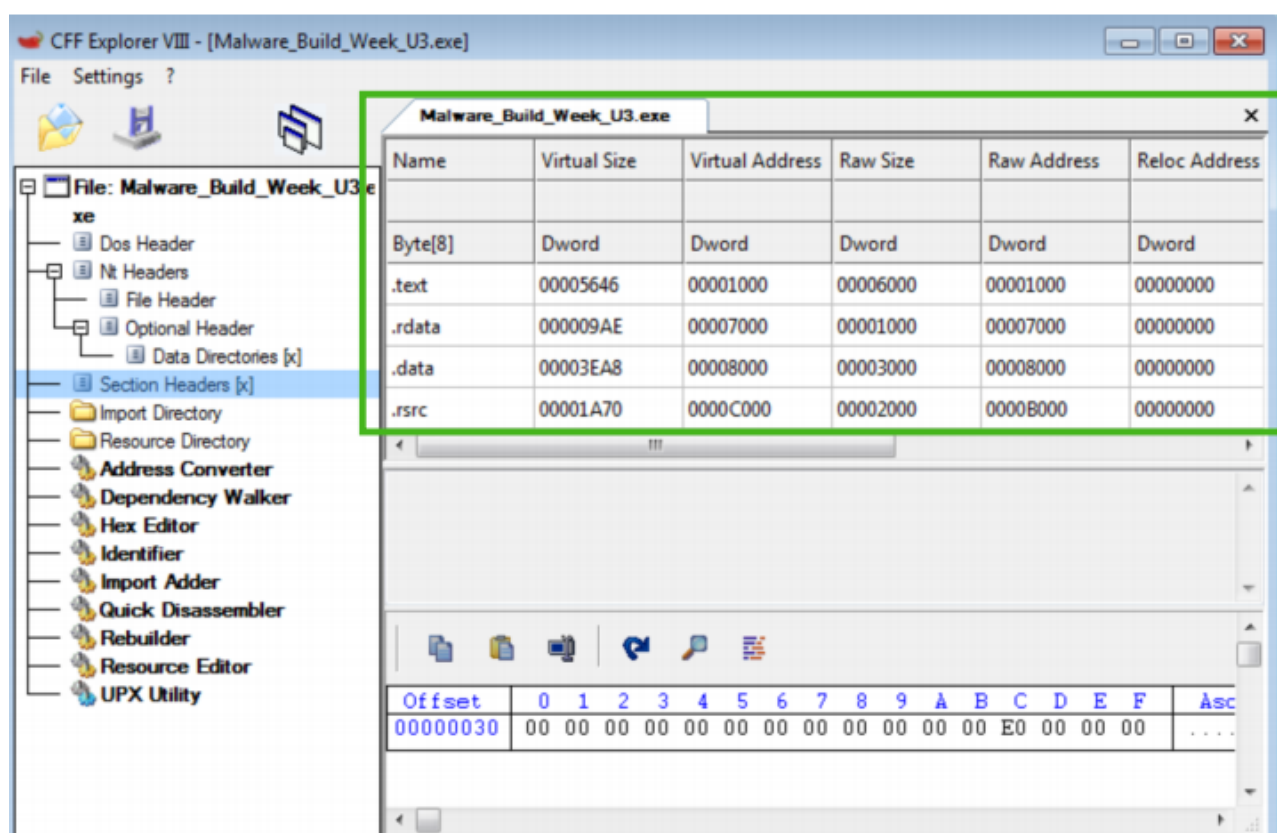 CFF Explorer VIII - [Malware_Build_Week_U3.exe]
File Settings ?
File: Malware_Build_Week_U3.e
xe
Dos Header
Nt Headers
File Header
Optional Header
Data Directories [x]
Section Headers [x]
Import Directory
Resource Directory
Address Converter
Dependency Walker
Hex Editor
Identifier
Import Adder
Quick Disassembler
Rebuilder
Resource Editor
UPX Utility
Malware_Build_Week_U3.exe
Name Virtual Size Virtual Address Raw Size Raw Address Reloc Address
Byte[8] Dword Dword Dword Dword Dword
.text 00005646 00001000 00006000 00001000 00000000
.rdata 000009AE 00007000 00001000 00007000 00000000
.data 00003EA8 00008000 00003000 00008000 00000000
.rsrc 00001A70 0000C000 00002000 0000B000 00000000
Offset 0 1 2 3 4 5 6 7 8 9 A B C D E F Asc
00000030 00 00 00 00 00 00 00 00 00 00 00 00 E0 00 00 00 ....